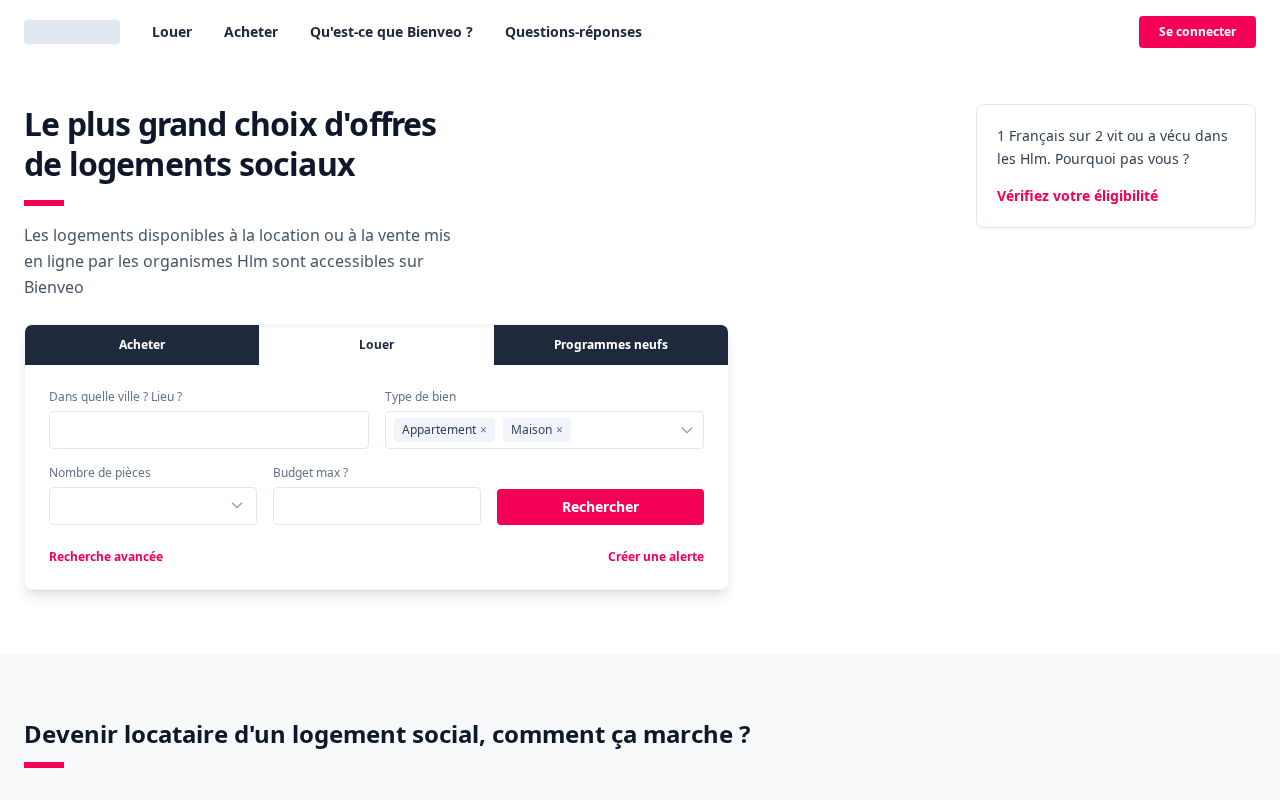 Louer
Acheter
Qu'est-ce que Bienveo ?
Questions-réponses
Se connecter
Le plus grand choix d'offres
de logements sociaux
Les logements disponibles à la location ou à la vente mis
en ligne par les organismes Hlm sont accessibles sur
Bienveo
1 Français sur 2 vit ou a vécu dans
les Hlm. Pourquoi pas vous ?
Vérifiez votre éligibilité
Acheter
Louer
Programmes neufs
Dans quelle ville ? Lieu ?
Type de bien
Appartement ×
Maison ×
Nombre de pièces
Budget max ?
Rechercher
Recherche avancée
Créer une alerte
Devenir locataire d'un logement social, comment ça marche ?